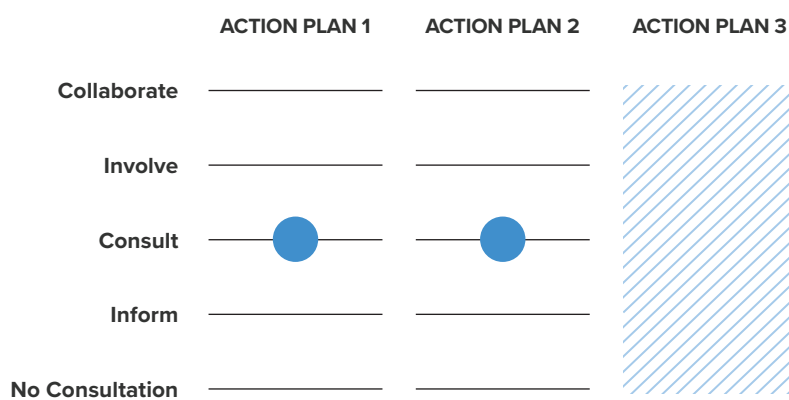 ACTION PLAN 1 ACTION PLAN 2 ACTION PLAN 3
Collaborate
Involve
Consult
Inform
No Consultation